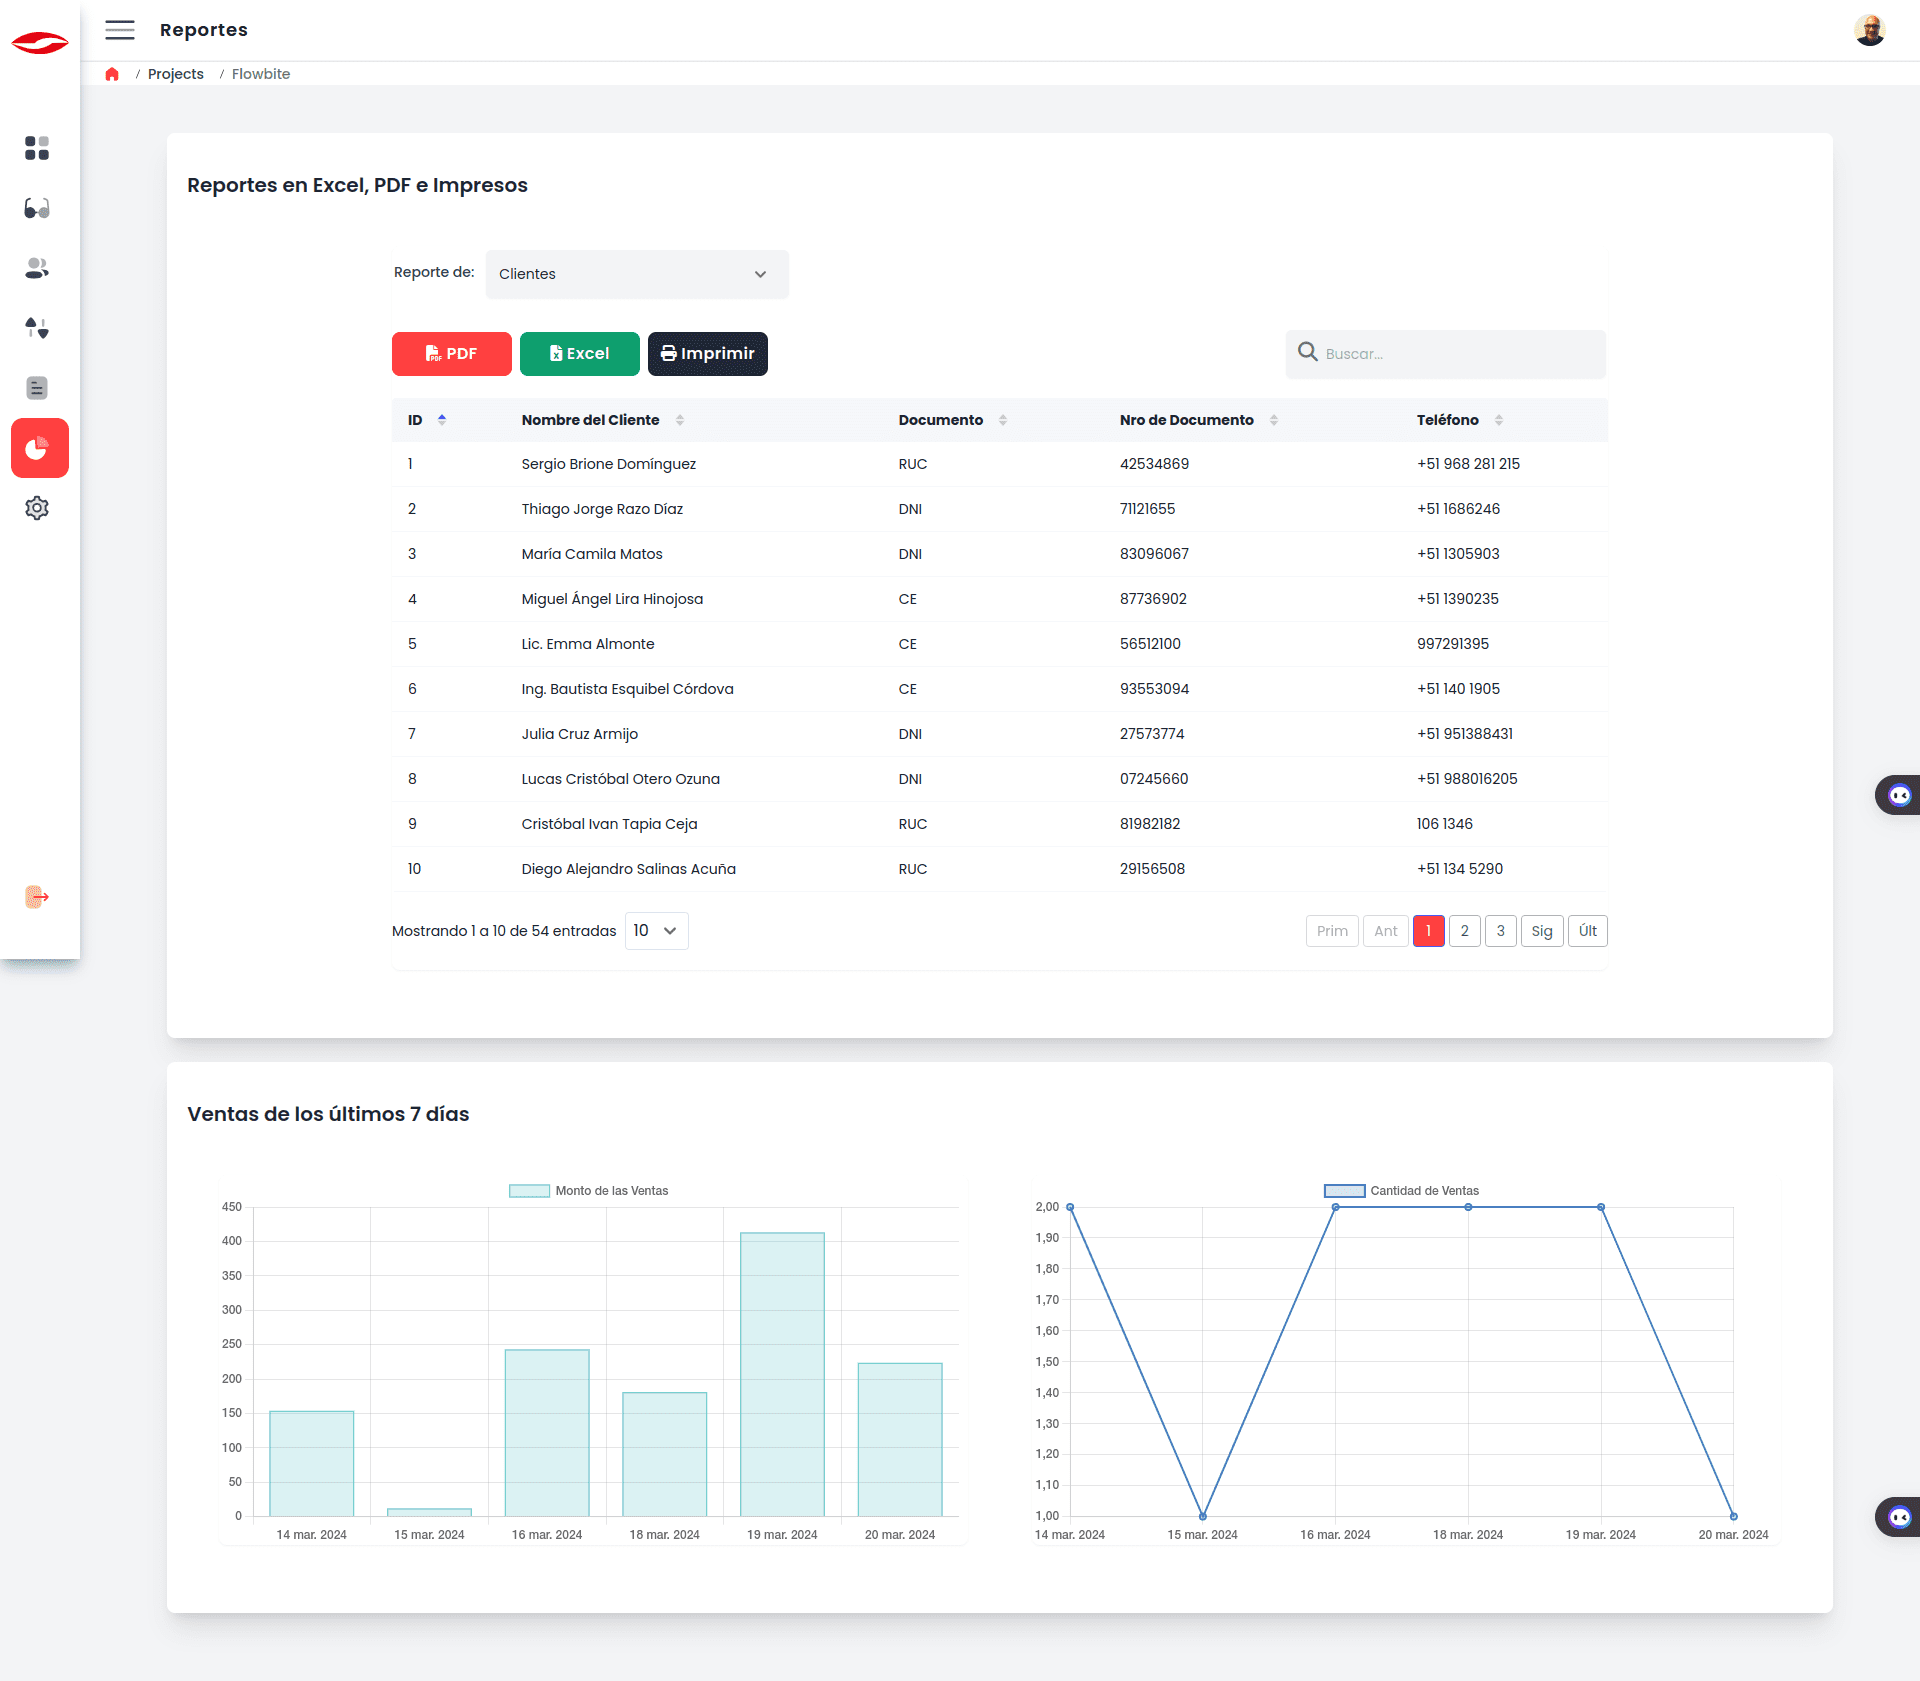 Reportes
/ Projects / Flowbite
Reportes en Excel, PDF e Impresos
Reporte de: Clientes
PDF Excel Imprimir Buscar...
ID Nombre del Cliente Documento Nro de Documento Teléfono
1 Sergio Brione Domínguez RUC 42534869 +51 968 281 215
2 Thiago Jorge Razo Díaz DNI 71121655 +51 1686246
3 María Camila Matos DNI 83096067 +51 1305903
4 Miguel Ángel Lira Hinojosa CE 87736902 +51 1390235
5 Lic. Emma Almonte CE 56512100 997291395
6 Ing. Bautista Esquibel Córdova CE 93553094 +51 140 1905
7 Julia Cruz Armijo DNI 27573774 +51 951388431
8 Lucas Cristóbal Otero Ozuna DNI 07245660 +51 988016205
9 Cristóbal Ivan Tapia Ceja RUC 81982182 106 1346
10 Diego Alejandro Salinas Acuña RUC 29156508 +51 134 5290
Mostrando 1 a 10 de 54 entradas 10 Prim Ant 1 2 3 Sig Últ
Ventas de los últimos 7 días
Monto de las Ventas
450
400
350
300
250
200
150
100
50
0
14 mar. 2024 15 mar. 2024 16 mar. 2024 18 mar. 2024 19 mar. 2024 20 mar. 2024
Cantidad de Ventas
2,00
1,90
1,80
1,70
1,60
1,50
1,40
1,30
1,20
1,10
1,00
14 mar. 2024 15 mar. 2024 16 mar. 2024 18 mar. 2024 19 mar. 2024 20 mar. 2024